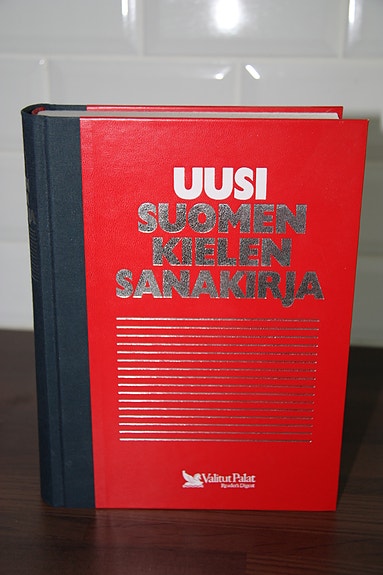 UUSI
SUOMEN
KIELEN
SANAKIRJA
Valitut Palat
Reader's Digest